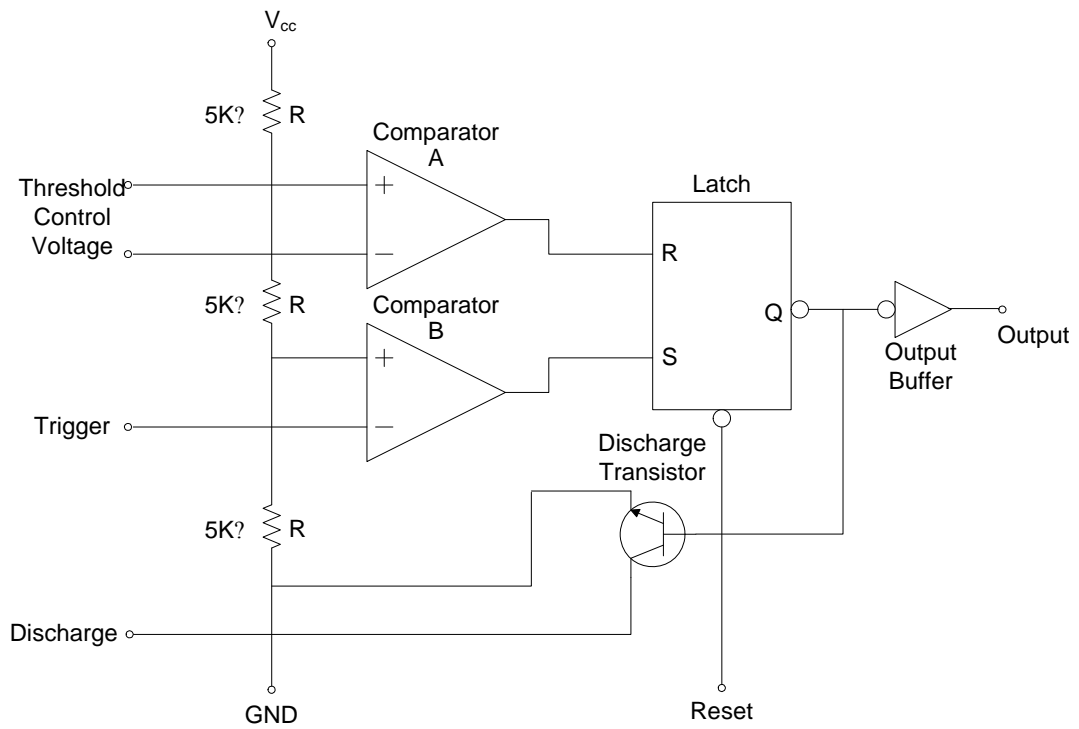 Vcc
5K?
R
Comparator
A
Threshold
Control
Voltage
+
−
Latch
R
Q
S
Output
Output
Buffer
5K?
R
Comparator
B
+
−
Trigger
Discharge
Transistor
5K?
R
Discharge
GND
Reset